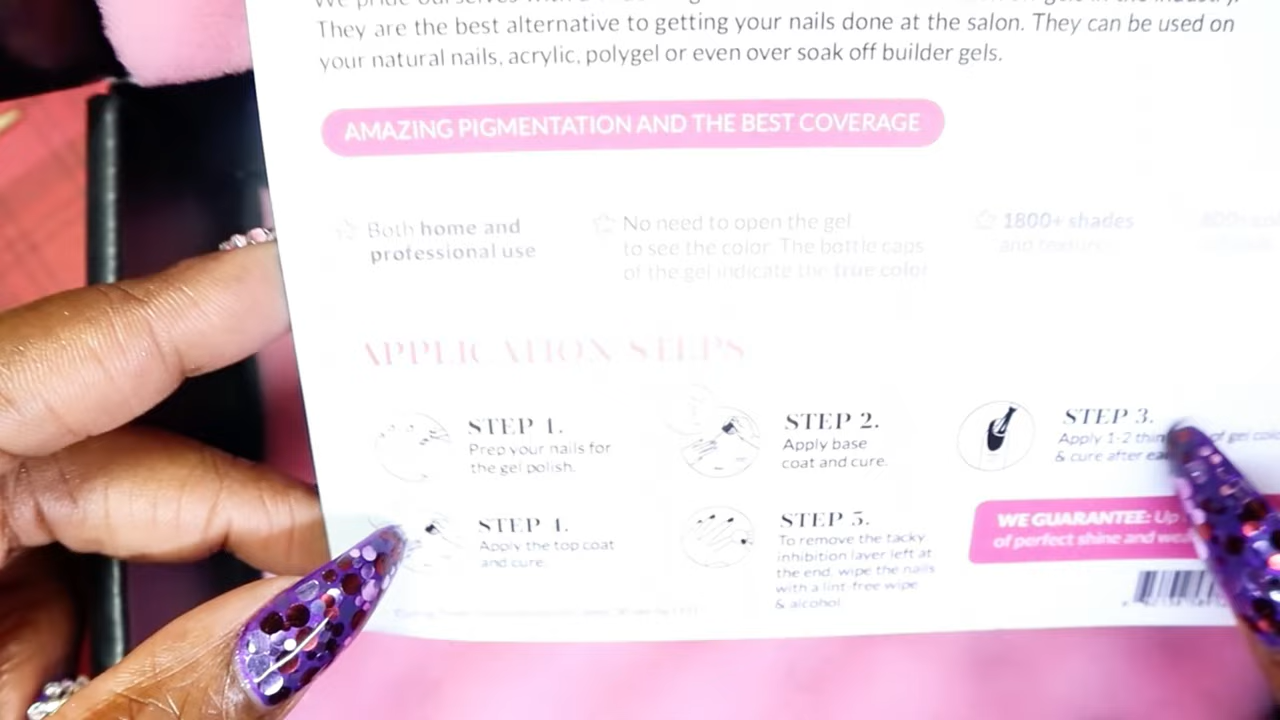 They are the best alternative to getting your nails done at the salon. They can be used on
your natural nails, acrylic, polygel or even over soak off builder gels.
AMAZING PIGMENTATION AND THE BEST COVERAGE
Both home and
professional use
No need to open the gel
to see the color. The bottle caps
of the gel indicate the true color
1800+ shades
APPLICATION STEPS
STEP 1.
Prep your nails for
the gel polish.
STEP 2.
Apply base
coat and cure.
STEP 3.
Apply 1-2 thin of gel
& cure after
STEP 4.
Apply the top coat
and cure.
STEP 5.
To remove the tacky
inhibition layer left at
the end, wipe the nails
with a lint-free wipe
& alcohol
WE GUARANTEE: Up
of perfect shine and